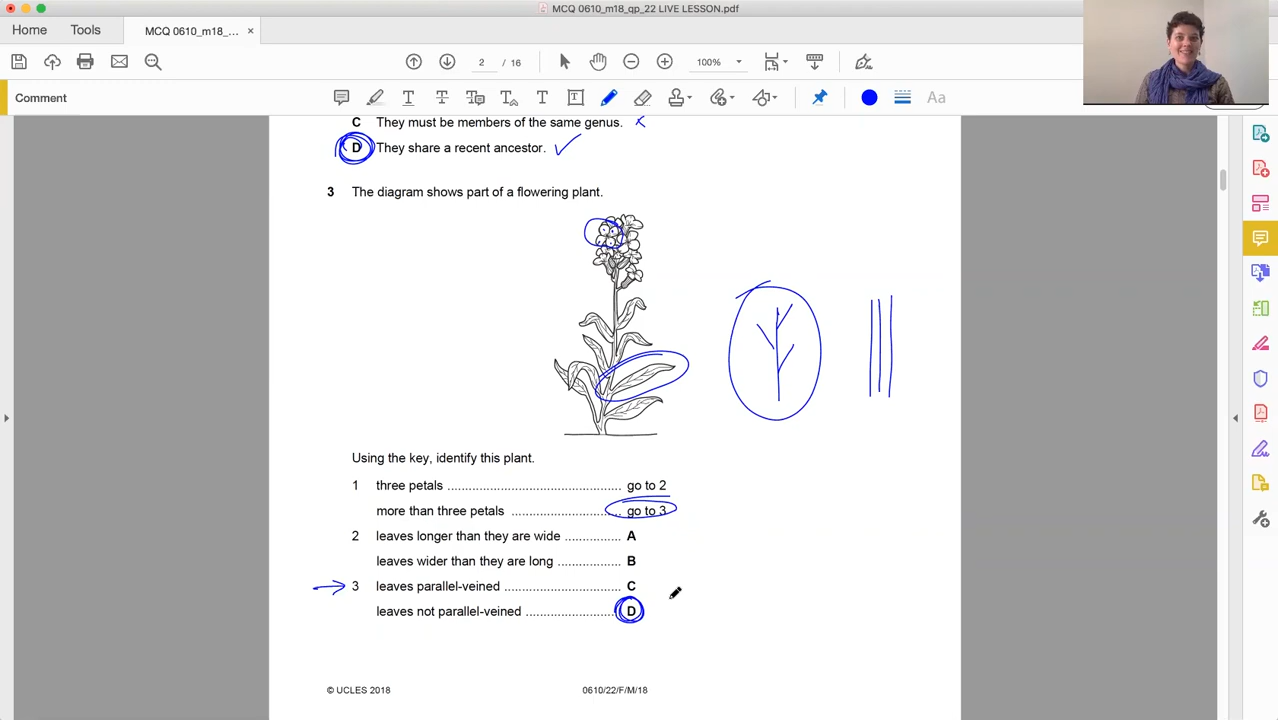 MCQ 0610_m18_qp_22 LIVE LESSON.pdf
Home
Tools
MCQ 0610_m18_... ×
2 / 16
100%
Comment
Aa
C They must be members of the same genus.
D They share a recent ancestor.
3 The diagram shows part of a flowering plant.
Using the key, identify this plant.
1 three petals .................................................. go to 2
more than three petals ................................ go to 3
2 leaves longer than they are wide ................ A
leaves wider than they are long .................. B
3 leaves parallel-veined ................................. C
leaves not parallel-veined .......................... D
© UCLES 2018
0610/22/F/M/18